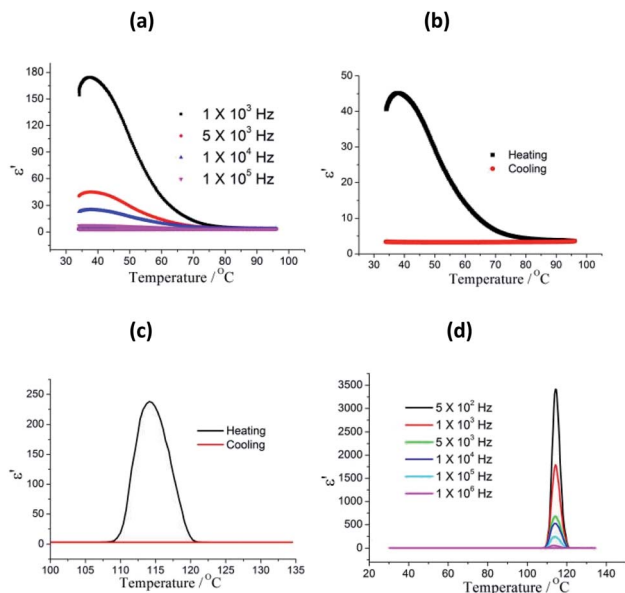 (a)
180
150
120
90
60
30
0
ε'
1 X 10³ Hz
5 X 10³ Hz
1 X 10⁴ Hz
1 X 10⁵ Hz
30 40 50 60 70 80 90 100
Temperature / °C
(b)
50
40
30
20
10
0
ε'
Heating
Cooling
30 40 50 60 70 80 90 100
Temperature / °C
(c)
250
200
150
100
50
0
ε'
Heating
Cooling
100 105 110 115 120 125 130 135
Temperature / °C
(d)
3500
3000
2500
2000
1500
1000
500
0
ε'
5 X 10² Hz
1 X 10³ Hz
5 X 10³ Hz
1 X 10⁴ Hz
1 X 10⁵ Hz
1 X 10⁶ Hz
20 40 60 80 100 120 140
Temperature / °C